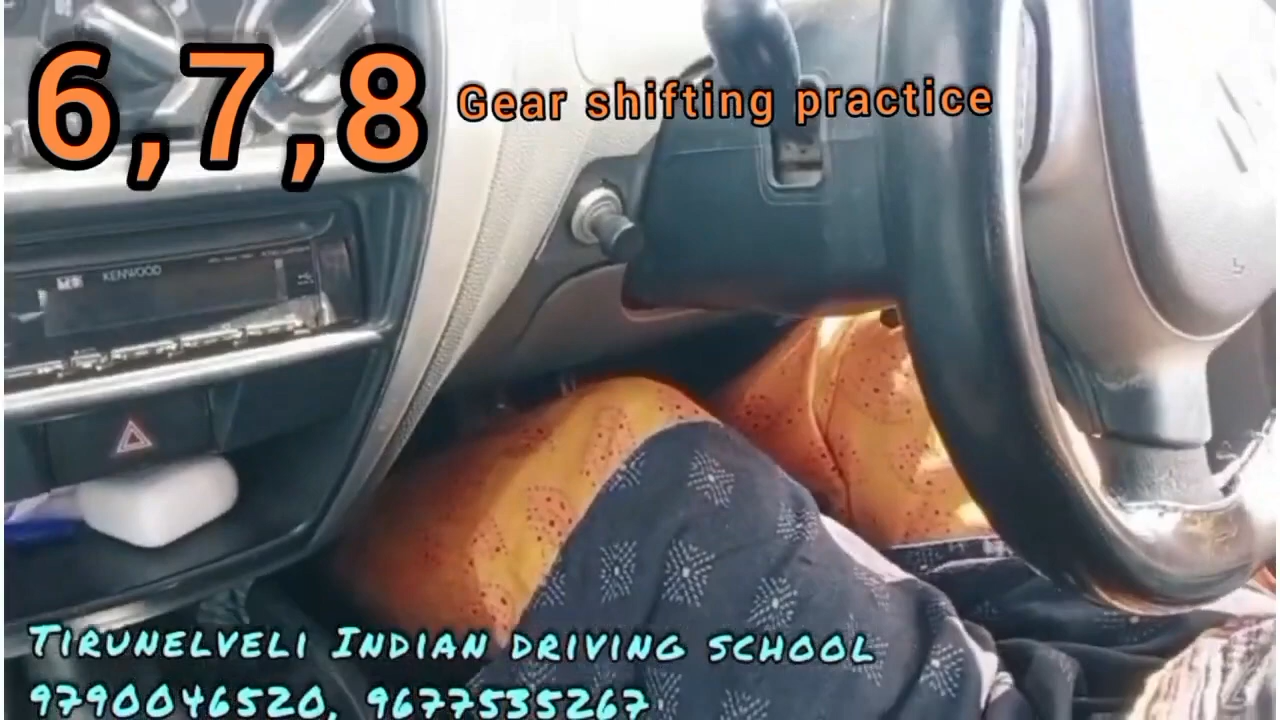 6,7,8 Gear shifting practice
KENWOOD
TIRUNELVELI INDIAN DRIVING SCHOOL
9790046520, 9677535267